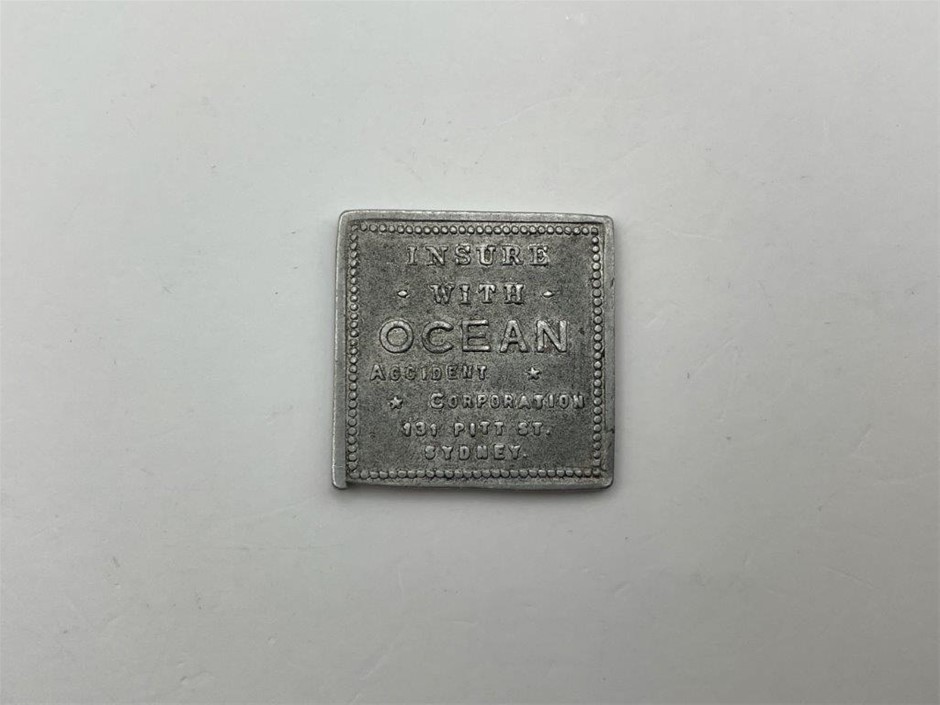 INSURE
WITH
OCEAN
ACCIDENT
CORPORATION
131 PITT ST.
SYDNEY.